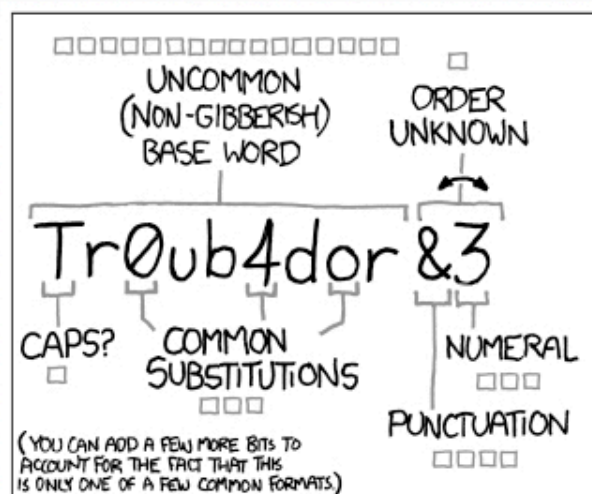 UNCOMMON
(NON-GIBBERISH)
BASE WORD
ORDER
UNKNOWN
Tr0ub4dor &3
CAPS?
COMMON
SUBSTITUTIONS
NUMERAL
PUNCTUATION
(YOU CAN ADD A FEW MORE BITS TO
ACCOUNT FOR THE FACT THAT THIS
IS ONLY ONE OF A FEW COMMON FORMATS.)